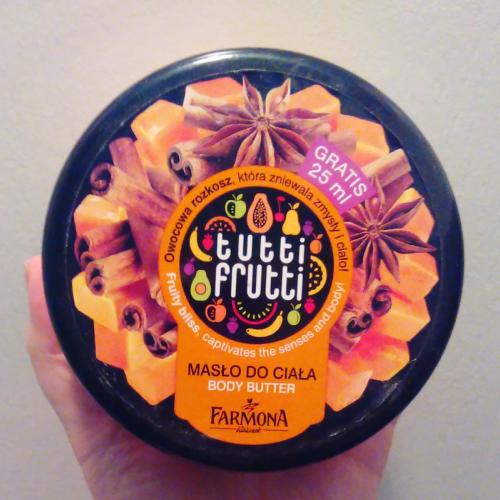 GRATIS
25 ml
Owocowa rozkosz, która zniewala zmysły i ciało!
tutti
frutti
Fruity bliss, captivates the senses and body!
MASŁO DO CIAŁA
BODY BUTTER
FARMONA